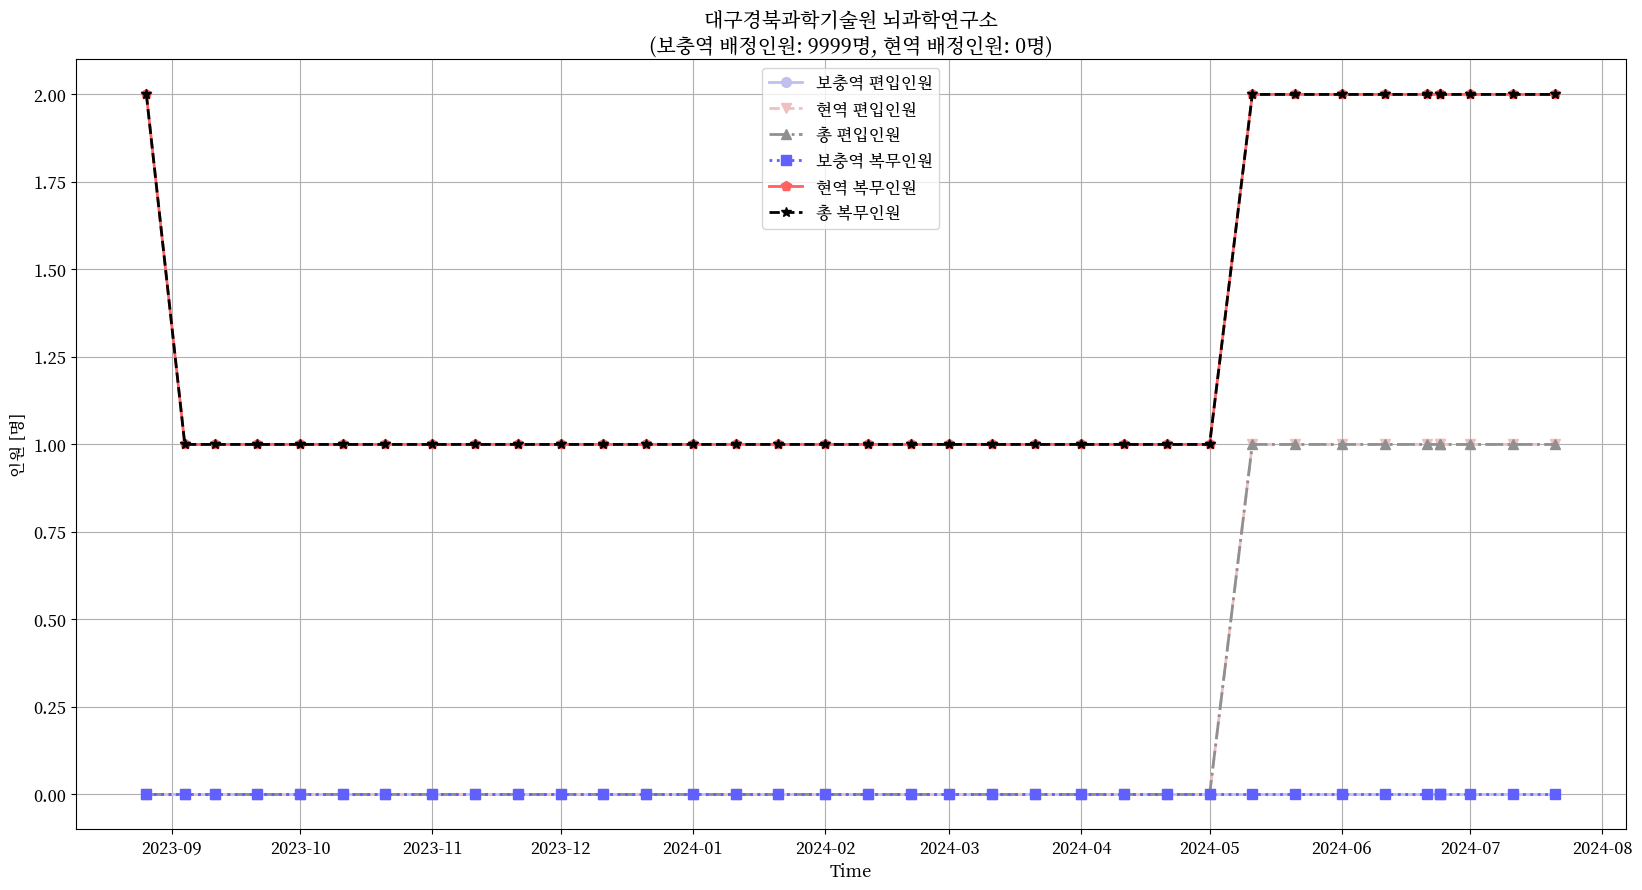 대구경북과학기술원 뇌과학연구소
(보충역 배정인원: 9999명, 현역 배정인원: 0명)
보충역 편입인원
현역 편입인원
총 편입인원
보충역 복무인원
현역 복무인원
총 복무인원
인원 [명]
2.00
1.75
1.50
1.25
1.00
0.75
0.50
0.25
0.00
2023-09 2023-10 2023-11 2023-12 2024-01 2024-02 2024-03 2024-04 2024-05 2024-06 2024-07 2024-08
Time